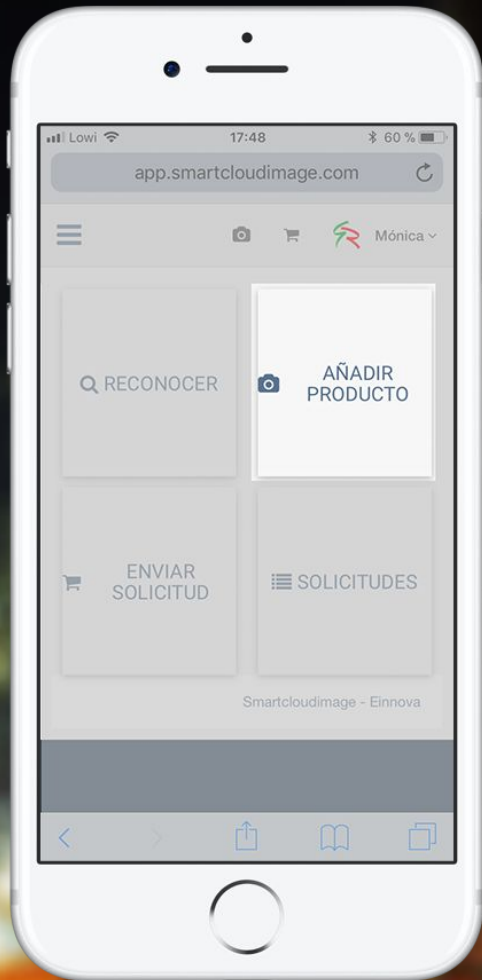 Lowi 17:48 60 %
app.smartcloudimage.com
Mónica
RECONOCER
AÑADIR
PRODUCTO
ENVIAR
SOLICITUD
SOLICITUDES
Smartcloudimage - Einnova